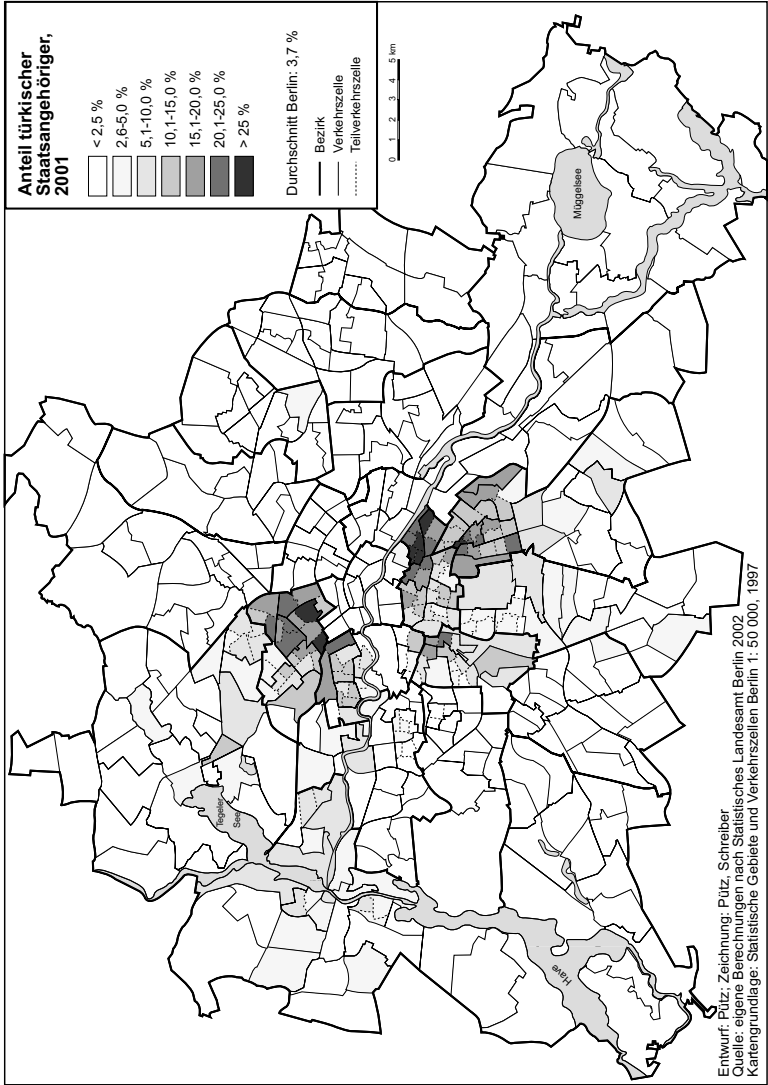 Anteil türkischer
Staatsangehöriger,
2001
< 2,5 %
2,6-5,0 %
5,1-10,0 %
10,1-15,0 %
15,1-20,0 %
20,1-25,0 %
> 25 %
Durchschnitt Berlin: 3,7 %
Bezirk
Verkehrszelle
Teilverkehrszelle
0 1 2 3 4 5 km
Müggelsee
Tegeler
See
Have
Entwurf: Pütz; Zeichnung: Pütz, Schreiber
Quelle: eigene Berechnungen nach Statistisches Landesamt Berlin 2002
Kartengrundlage: Statistische Gebiete und Verkehrszellen Berlin 1: 50 000, 1997